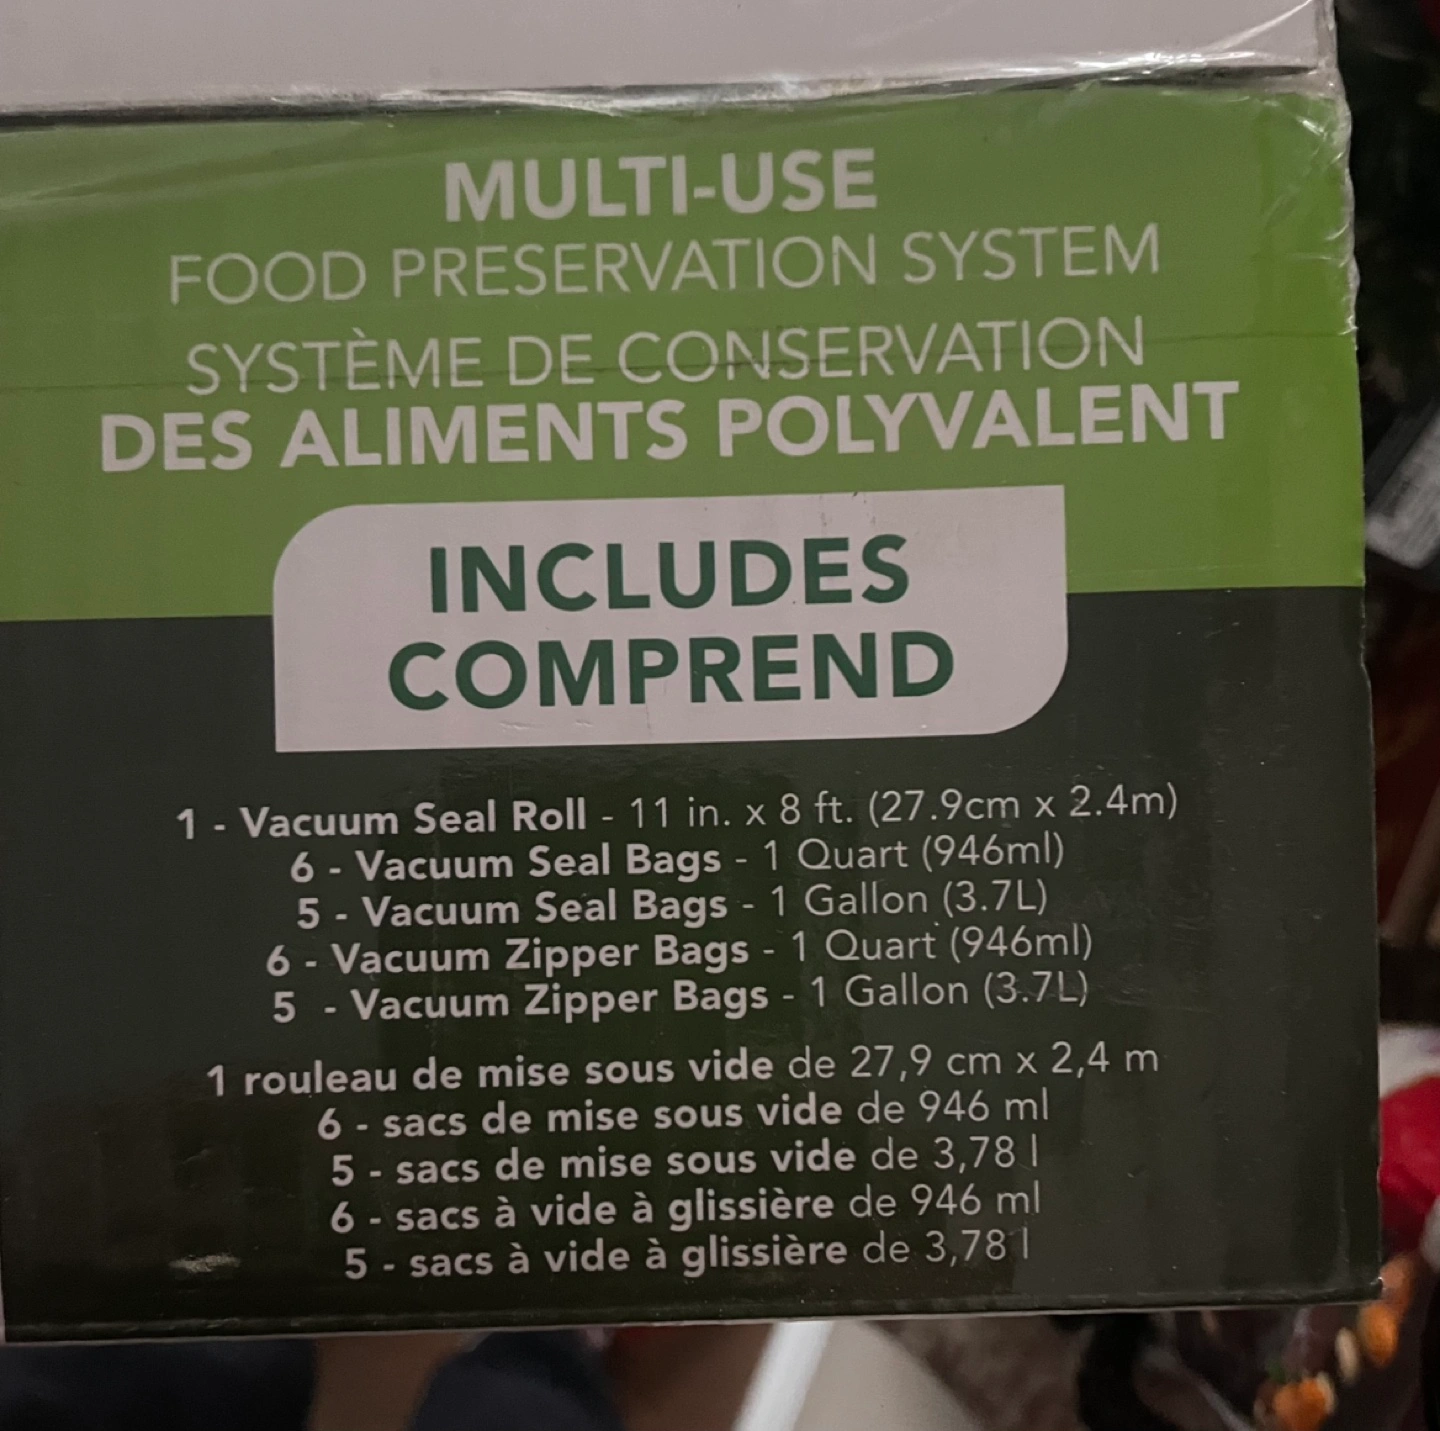 MULTI-USE
FOOD PRESERVATION SYSTEM
SYSTÈME DE CONSERVATION
DES ALIMENTS POLYVALENT
INCLUDES
COMPREND
1 - Vacuum Seal Roll - 11 in. x 8 ft. (27.9cm x 2.4m)
6 - Vacuum Seal Bags - 1 Quart (946ml)
5 - Vacuum Seal Bags - 1 Gallon (3.7L)
6 - Vacuum Zipper Bags - 1 Quart (946ml)
5 - Vacuum Zipper Bags - 1 Gallon (3.7L)
1 rouleau de mise sous vide de 27,9 cm x 2,4 m
6 - sacs de mise sous vide de 946 ml
5 - sacs de mise sous vide de 3,78 l
6 - sacs à vide à glissière de 946 ml
5 - sacs à vide à glissière de 3,78 l